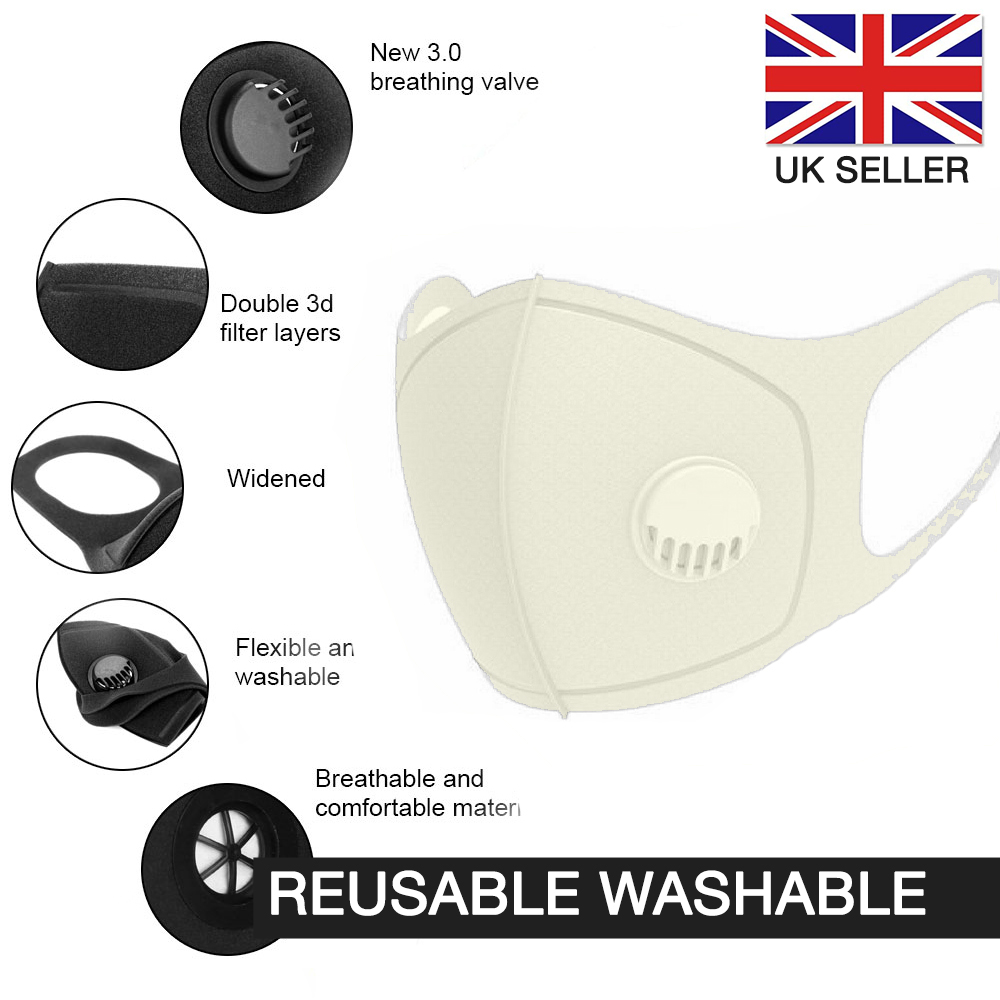 New 3.0
breathing valve
UK SELLER
Double 3d
filter layers
Widened
Flexible an
washable
Breathable and
comfortable mater
REUSABLE WASHABLE